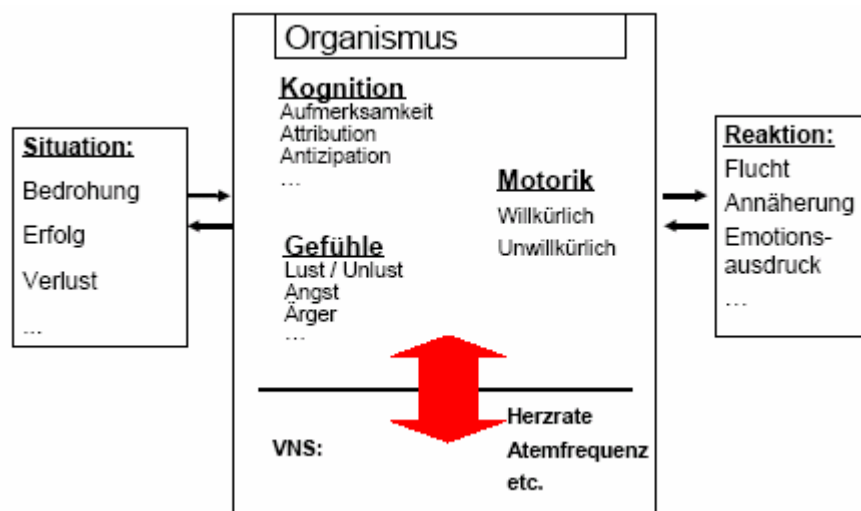 Organismus
Situation:
Bedrohung
Erfolg
Verlust
...
Kognition
Aufmerksamkeit
Attribution
Antizipation
...
Gefühle
Lust / Unlust
Angst
Ärger
...
Motorik
Willkürlich
Unwillkürlich
VNS:
Herzrate
Atemfrequenz
etc.
Reaktion:
Flucht
Annäherung
Emotions-
ausdruck
...